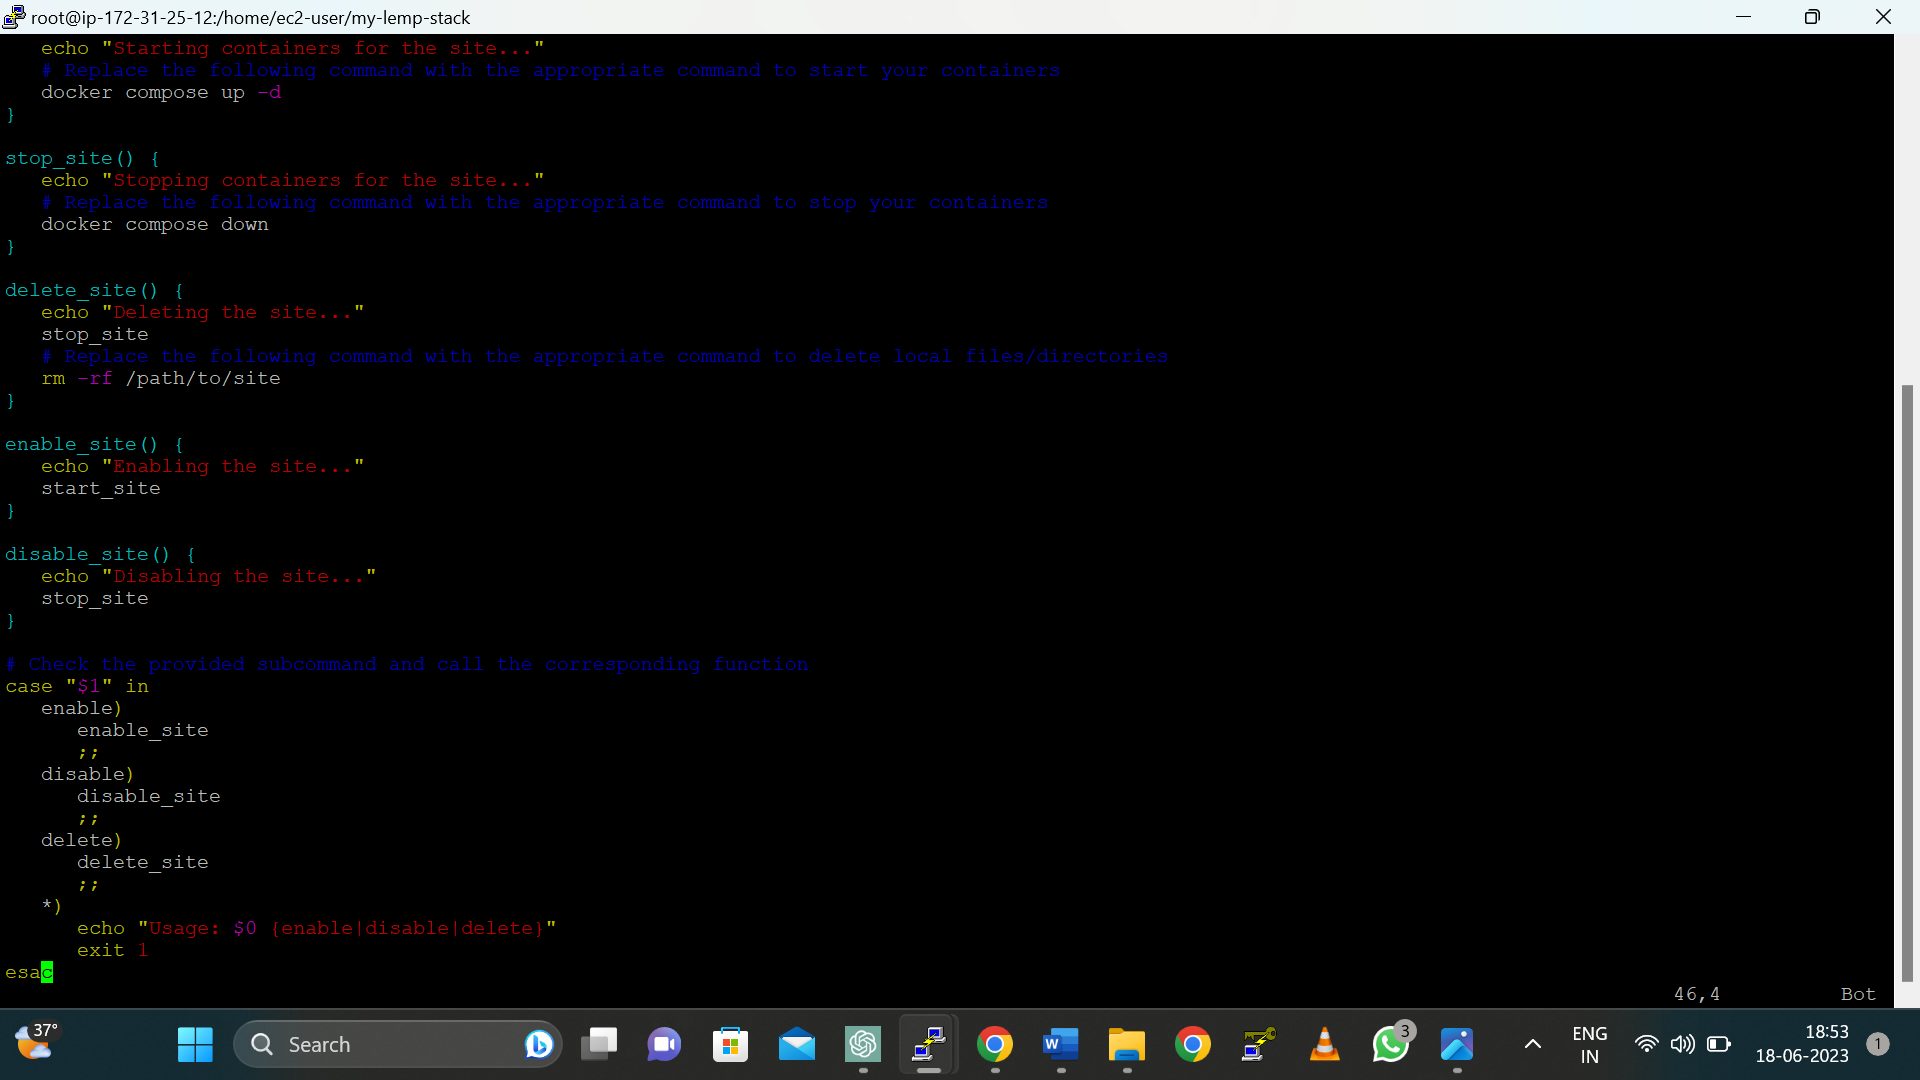 root@ip-172-31-25-12:/home/ec2-user/my-lemp-stack
   echo "Starting containers for the site..."
   # Replace the following command with the appropriate command to start your containers
   docker compose up -d
}

stop_site() {
   echo "Stopping containers for the site..."
   # Replace the following command with the appropriate command to stop your containers
   docker compose down
}

delete_site() {
   echo "Deleting the site..."
   stop_site
   # Replace the following command with the appropriate command to delete local files/directories
   rm -rf /path/to/site
}

enable_site() {
   echo "Enabling the site..."
   start_site
}

disable_site() {
   echo "Disabling the site..."
   stop_site
}

# Check the provided subcommand and call the corresponding function
case "$1" in
   enable)
      enable_site
      ;;
   disable)
      disable_site
      ;;
   delete)
      delete_site
      ;;
   *)
      echo "Usage: $0 {enable|disable|delete}"
      exit 1
esac
46,4 Bot
37°
Search
3
ENG
IN
18:53
18-06-2023
1